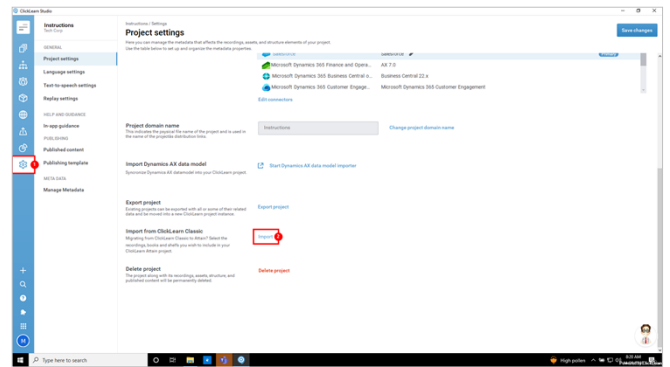 ClickLearn Studio
Instructions
Tech Corp
Instructions / Settings
Project settings
Here you can manage the metadata that affects the recordings, assets, and structure elements of your project.
Use the table below to set up and organize the metadata properties.
Save changes
GENERAL
Project settings
Language settings
Text-to-speech settings
Replay settings
HELP AND GUIDANCE
In-app guidance
PUBLISHING
Published content
Publishing template
META DATA
Manage Metadata
Microsoft Dynamics 365 Finance and Opera..
AX 7.0
Microsoft Dynamics 365 Business Central o..
Business Central 22.x
Microsoft Dynamics 365 Customer Engage..
Microsoft Dynamics 365 Customer Engagement
Edit connectors
Project domain name
This indicates the physical file name of the project and is used in
the name of the projectâs distribution links.
Instructions
Change project domain name
Import Dynamics AX data model
Syncronize Dynamics AX datamodel into your ClickLearn project.
Start Dynamics AX data model importer
Export project
Existing projects can be exported with all or some of their related
data and be moved into a new ClickLearn project instance.
Export project
Import from ClickLearn Classic
Migrating from ClickLearn Classic to Attain? Select the
recordings, books and shelfs you wish to include in your
ClickLearn Attain project.
Import
2
1
Delete project
The project along with its recordings, assets, structure, and
published content will be permanently deleted.
Delete project
H
Type here to search
High pollen